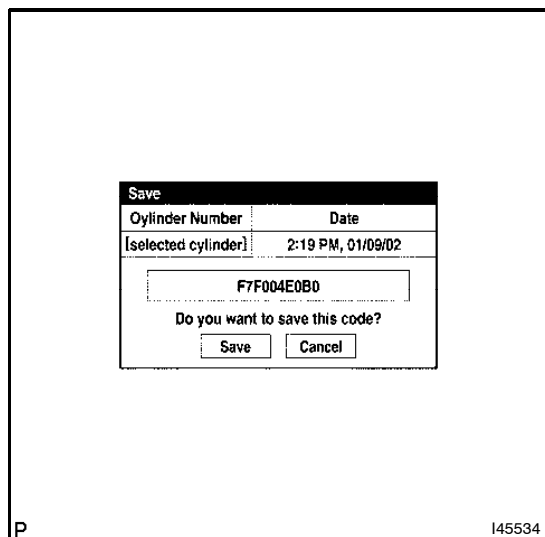 Save
Oylinder Number Date
[selected cylinder] 2:19 PM, 01/09/02
F7F004E0B0
Do you want to save this code?
Save Cancel
P I45534